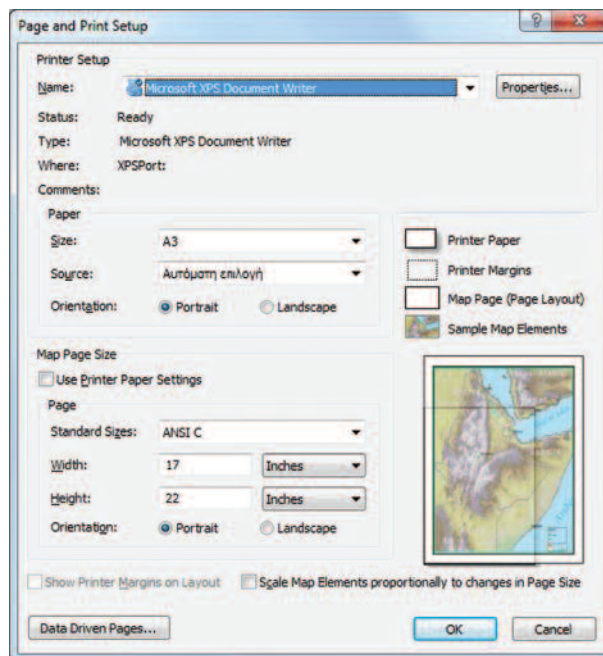 Page and Print Setup
Printer Setup
Name: Microsoft XPS Document Writer Properties...
Status: Ready
Type: Microsoft XPS Document Writer
Where: XPSPort:
Comments:
Paper
Size: A3
Source: Αυτόματη επιλογή
Orientation: Portrait Landscape
Printer Paper
Printer Margins
Map Page (Page Layout)
Sample Map Elements
Map Page Size
Use Printer Paper Settings
Page
Standard Sizes: ANSI C
Width: 17 Inches
Height: 22 Inches
Orientation: Portrait Landscape
Show Printer Margins on Layout Scale Map Elements proportionally to changes in Page Size
Data Driven Pages... OK Cancel